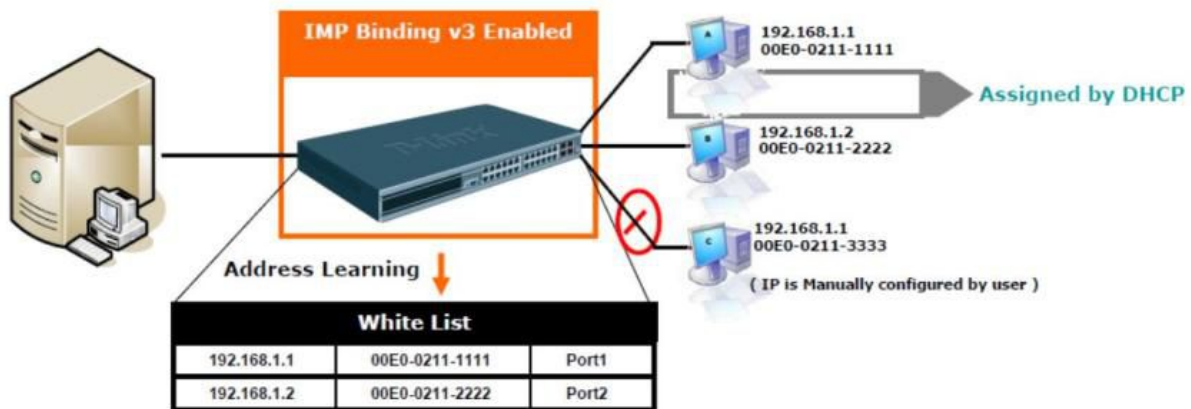 IMP Binding v3 Enabled
D-Link
A
192.168.1.1
00E0-0211-1111
Assigned by DHCP
B
192.168.1.2
00E0-0211-2222
C
192.168.1.1
00E0-0211-3333
( IP is Manually configured by user )
Address Learning
White List
192.168.1.1 00E0-0211-1111 Port1
192.168.1.2 00E0-0211-2222 Port2